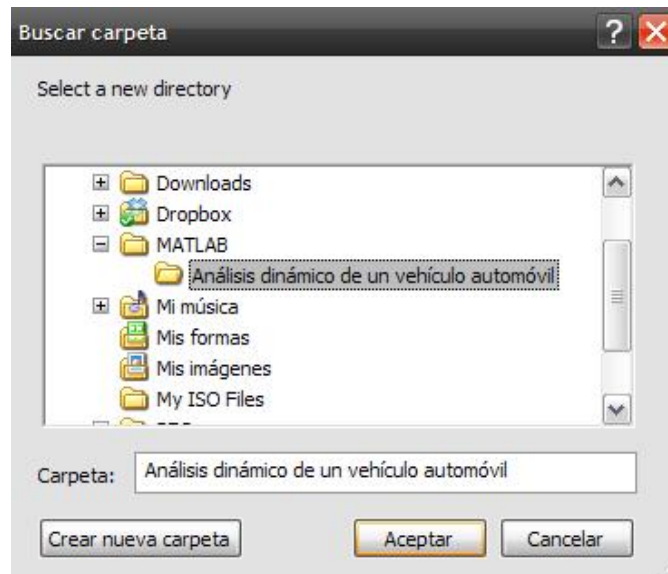 Buscar carpeta
Select a new directory
Downloads
Dropbox
MATLAB
Análisis dinámico de un vehículo automóvil
Mi música
Mis formas
Mis imágenes
My ISO Files
Carpeta: Análisis dinámico de un vehículo automóvil
Crear nueva carpeta Aceptar Cancelar